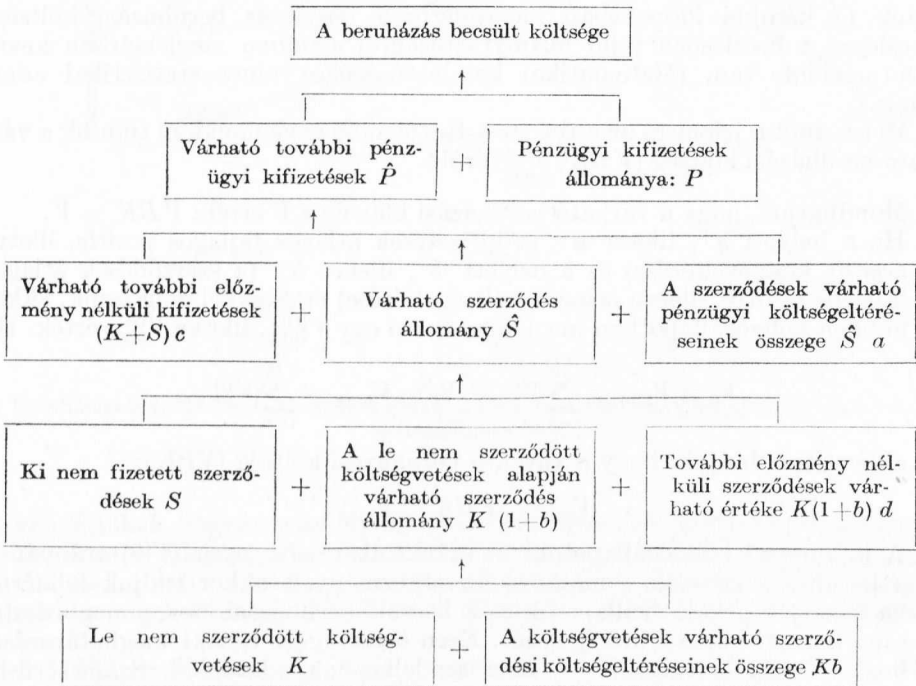 A beruházás becsült költsége
Várható további pénz-
ügyi kifizetések P̂
+
Pénzügyi kifizetések
állománya: P
Várható további előz-
mény nélküli kifizetések
(K+S) c
+
Várható szerződés
állomány Ŝ
+
A szerződések várható
pénzügyi költségeltéré-
seinek összege Ŝ a
Ki nem fizetett szerző-
dések S
+
A le nem szerződött
költségvetések alapján
várható szerződés
állomány K (1+b)
+
További előzmény nél-
küli szerződések vár-
ható értéke K(1+b) d
Le nem szerződött költség-
vetések K
+
A költségvetések várható szerző-
dési költségeltéréseinek összege Kb